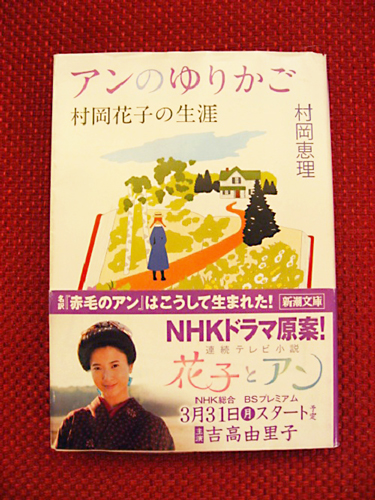 アンのゆりかご
村岡花子の生涯
村岡恵理
名訳『赤毛のアン』はこうして生まれた!
新潮文庫
NHKドラマ原案!
連続テレビ小説
花子とアン
NHK総合 BSプレミアム
3月31日(月)スタート予定
主演 吉高由里子